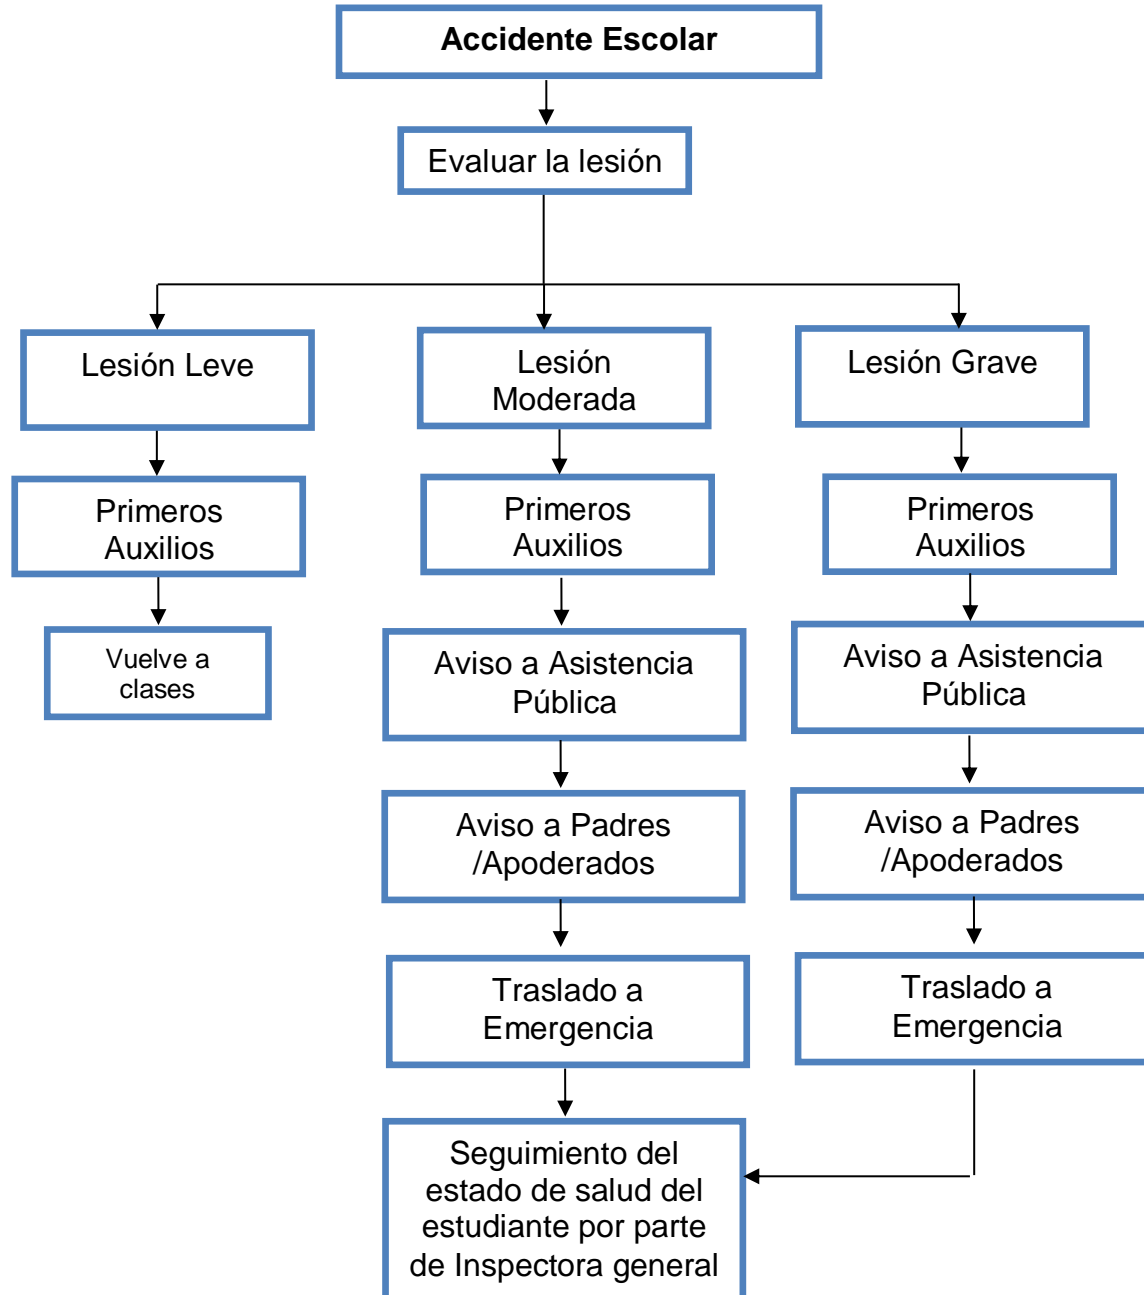 Accidente Escolar
Evaluar la lesión
Lesión Leve
Lesión
Moderada
Lesión Grave
Primeros
Auxilios
Primeros
Auxilios
Primeros
Auxilios
Vuelve a
clases
Aviso a Asistencia
Pública
Aviso a Asistencia
Pública
Aviso a Padres
/Apoderados
Aviso a Padres
/Apoderados
Traslado a
Emergencia
Traslado a
Emergencia
Seguimiento del
estado de salud del
estudiante por parte
de Inspectora general